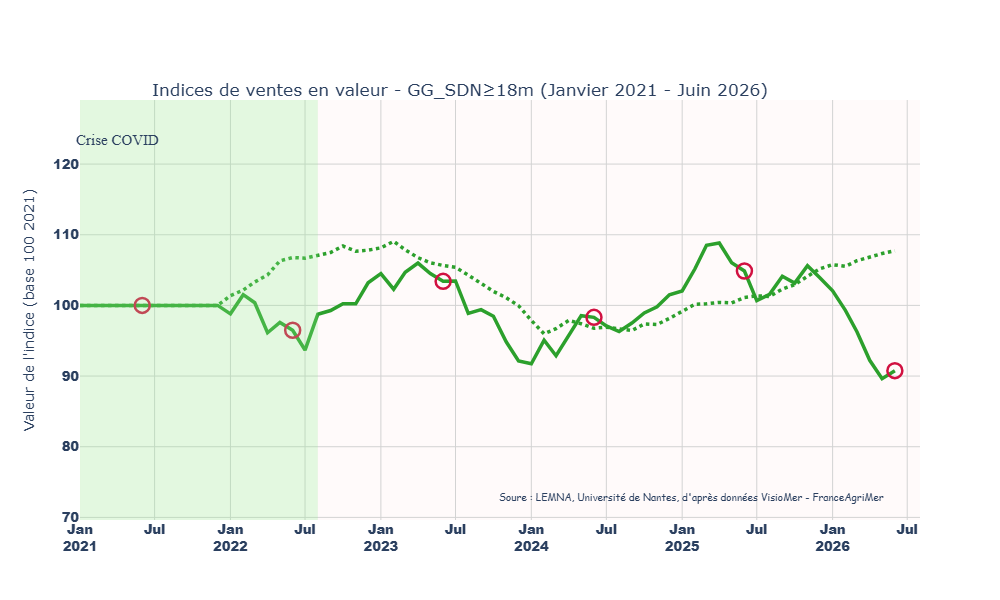 Indices de ventes en valeur - GG_SDN≥18m (Janvier 2021 - Juin 2026)
Crise COVID
Valeur de l'indice (base 100 2021)
120
110
100
90
80
70
Soure : LEMNA, Université de Nantes, d'après données VisioMer - FranceAgriMer
Jan Jul Jan Jul Jan Jul Jan Jul Jan Jul Jan Jul
2021 2022 2023 2024 2025 2026